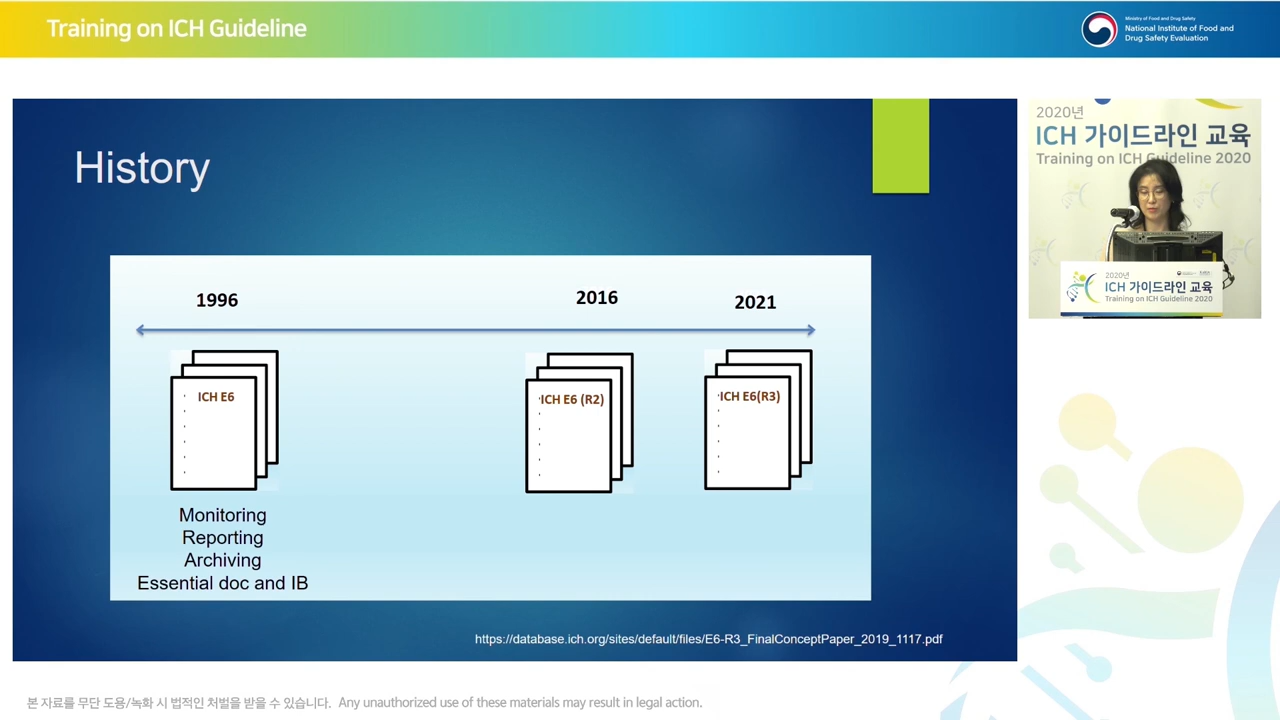 Training on ICH Guideline
Ministry of Food and Drug Safety
National Institute of Food and
Drug Safety Evaluation
History
1996
2016
2021
ICH E6
ICH E6 (R2)
ICH E6(R3)
Monitoring
Reporting
Archiving
Essential doc and IB
https://database.ich.org/sites/default/files/E6-R3_FinalConceptPaper_2019_1117.pdf
2020년
ICH 가이드라인 교육
Training on ICH Guideline 2020
2020년
ICH 가이드라인 교육
Training on ICH Guideline 2020
본 자료를 무단 도용/녹화 시 법적인 처벌을 받을 수 있습니다. Any unauthorized use of these materials may result in legal action.